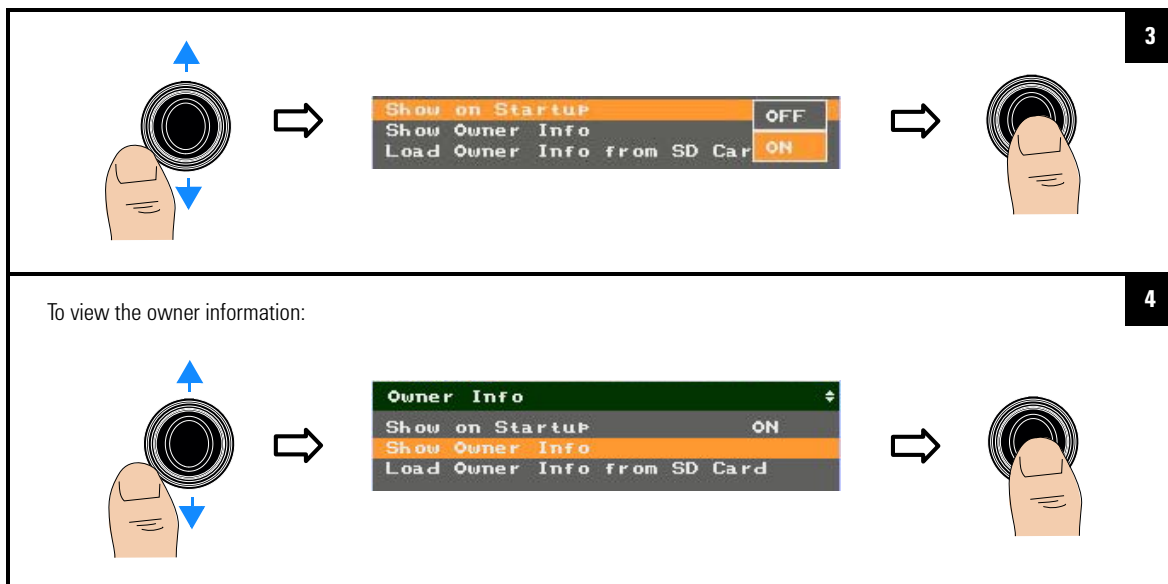 3
Show on Startup OFF
Show Owner Info
Load Owner Info from SD Car ON
4
To view the owner information:
Owner Info
Show on Startup ON
Show Owner Info
Load Owner Info from SD Card